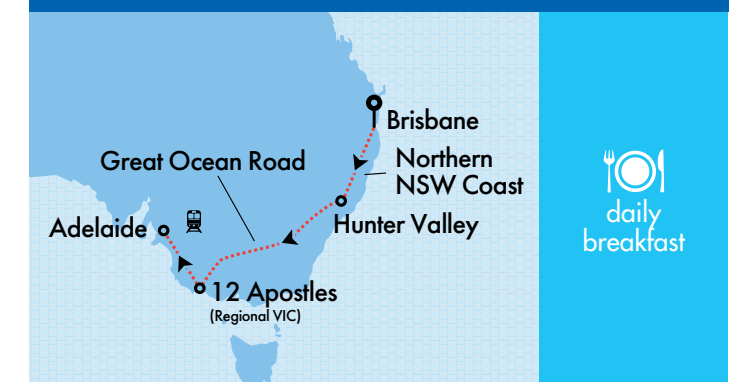 Brisbane
Northern
NSW Coast
Great Ocean Road
Hunter Valley
Adelaide
12 Apostles
(Regional VIC)
daily
breakfast